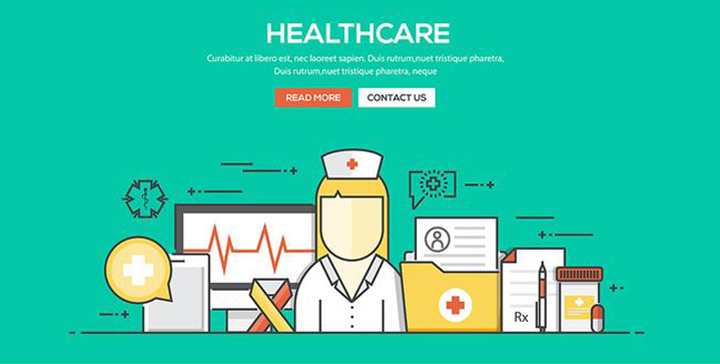 HEALTHCARE
Curabitur at libero est, nec laoreet sapien. Duis rutrum,nuet tristique pharetra,
Duis rutrum,nuet tristique pharetra, neque
READ MORE
CONTACT US
Rx